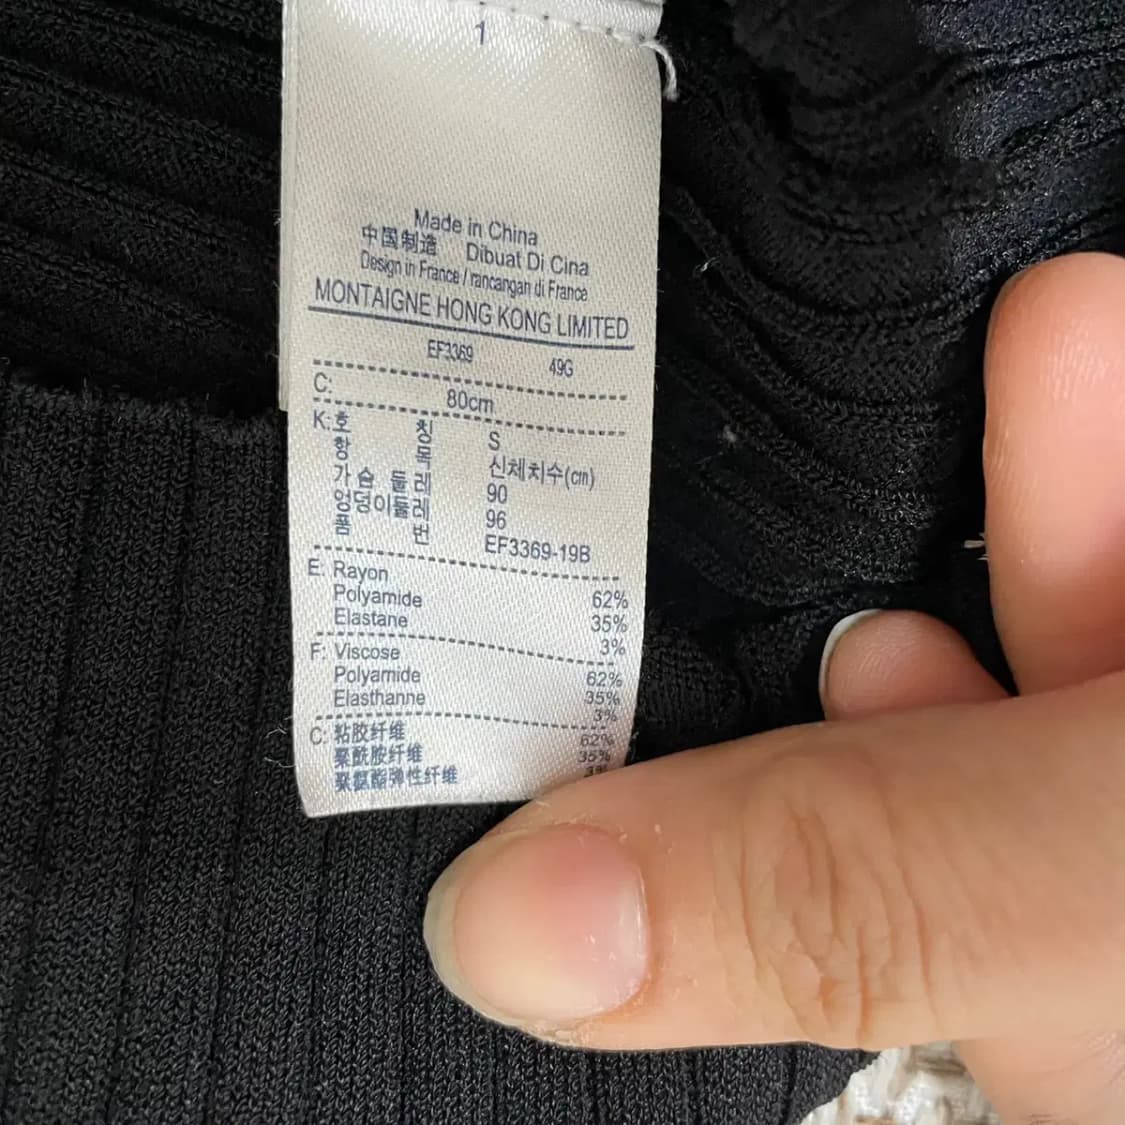 1
Made in China
中国制造 Dibuat Di Cina
Design in France / rancangan di France
MONTAIGNE HONG KONG LIMITED
EF3369 49G
C: 80cm
K: 호 칭 S
항 목 신체치수(cm)
가 슴 둘 레 90
엉덩이둘레 96
품 번 EF3369-19B
E: Rayon 62%
Polyamide 35%
Elastane 3%
F: Viscose 62%
Polyamide 35%
Elasthanne 3%
C: 粘胶纤维 62%
聚酰胺纤维 35%
聚氨酯弹性纤维 3%